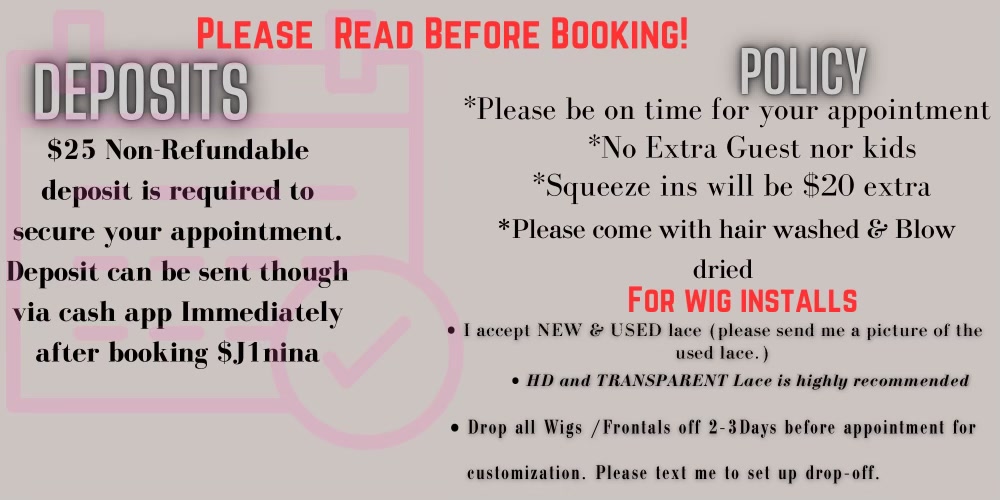 PLEASE READ BEFORE BOOKING!
DEPOSITS
$25 Non-Refundable
deposit is required to
secure your appointment.
Deposit can be sent though
via cash app Immediately
after booking $J1nina
POLICY
*Please be on time for your appointment
*No Extra Guest nor kids
*Squeeze ins will be $20 extra
*Please come with hair washed & Blow
dried
FOR WIG INSTALLS
• I accept NEW & USED lace (please send me a picture of the
used lace.)
• HD and TRANSPARENT Lace is highly recommended
• Drop all Wigs /Frontals off 2-3Days before appointment for
customization. Please text me to set up drop-off.